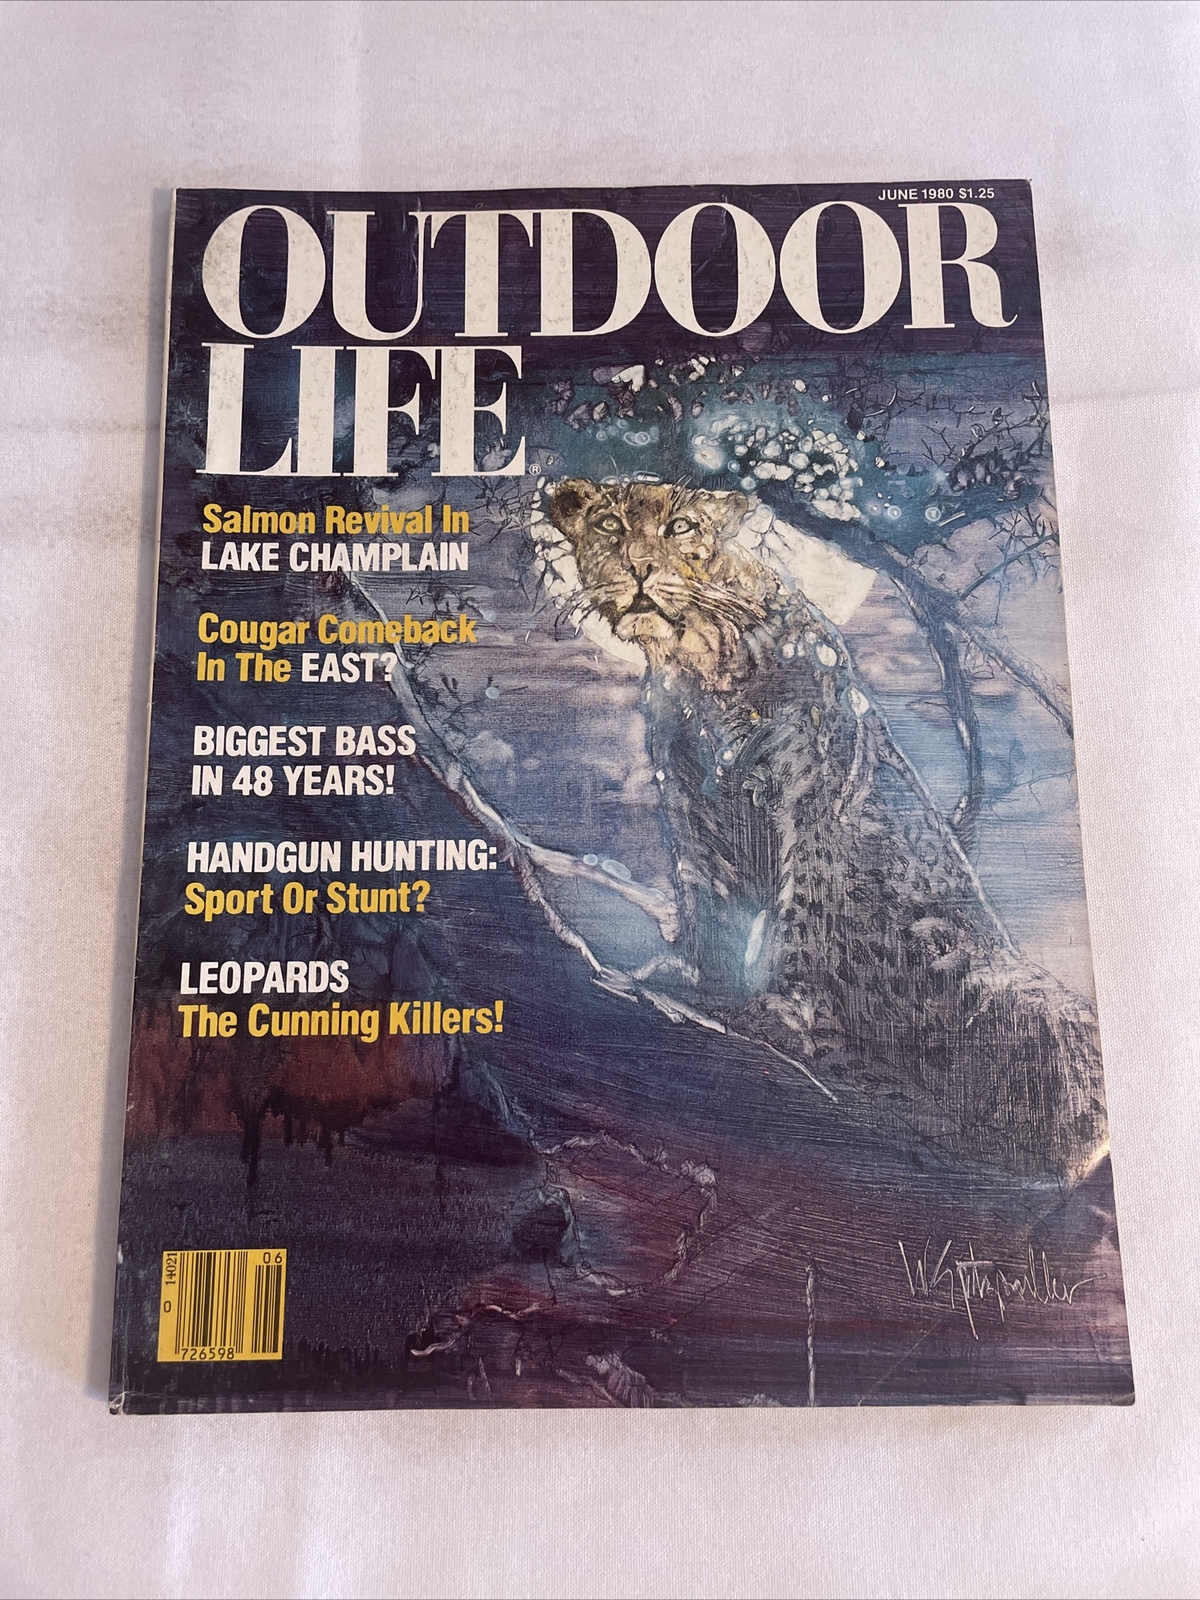 JUNE 1980 $1.25
OUTDOOR
LIFE®
Salmon Revival In
LAKE CHAMPLAIN
Cougar Comeback
In The EAST?
BIGGEST BASS
IN 48 YEARS!
HANDGUN HUNTING:
Sport Or Stunt?
LEOPARDS
The Cunning Killers!
0 14021
06
726598